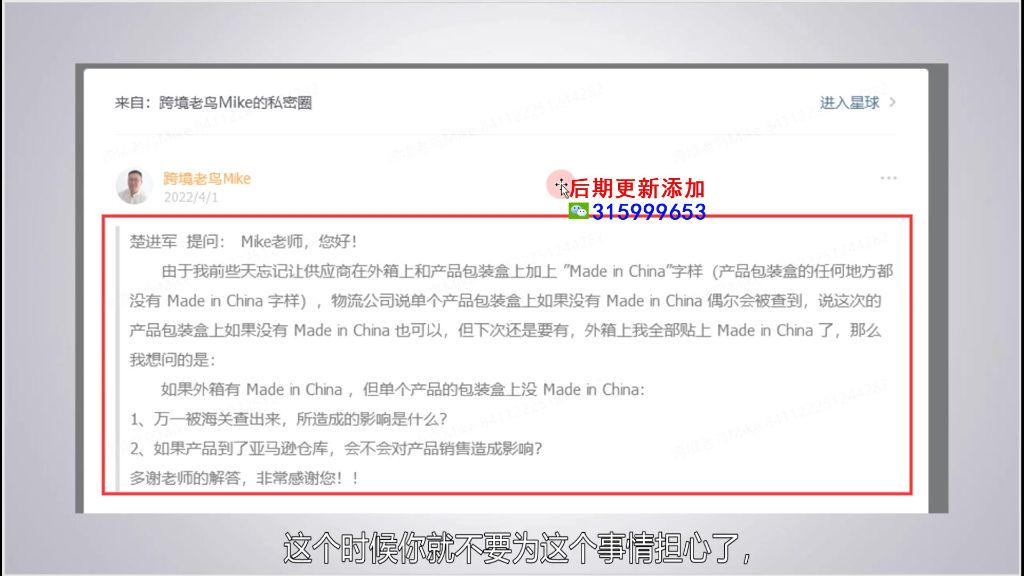 来自：跨境老鸟Mike的私密圈
进入星球 >
跨境老鸟Mike
2022/4/1
后期更新添加
315999653
楚进军 提问： Mike老师，您好！
由于我前些天忘记让供应商在外箱上和产品包装盒上加上 "Made in China"字样（产品包装盒的任何地方都
没有 Made in China 字样），物流公司说单个产品包装盒上如果没有 Made in China 偶尔会被查到，说这次的
产品包装盒上如果没有 Made in China 也可以，但下次还是要有，外箱上我全部贴上 Made in China 了，那么
我想问的是：
如果外箱有 Made in China ，但单个产品的包装盒上没 Made in China：
1、万一被海关查出来，所造成的影响是什么？
2、如果产品到了亚马逊仓库，会不会对产品销售造成影响？
多谢老师的解答，非常感谢您！！
这个时候你就不要为这个事情担心了，